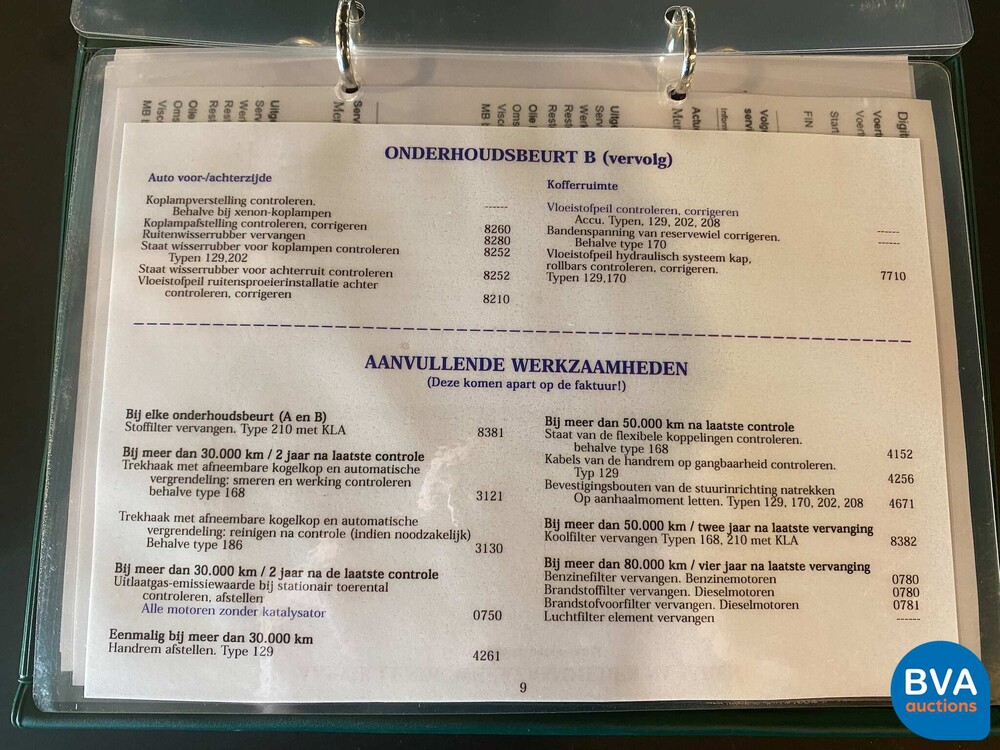 ONDERHOUDSBEURT B (vervolg)
Auto voor-/achterzijde
Koplampverstelling controleren.
Behalve bij xenon-koplampen ------
Koplampafstelling controleren, corrigeren 8260
Ruitenwisserrubber vervangen 8280
Staat wisserrubber voor koplampen controleren 8252
Typen 129,202
Staat wisserrubber voor achterruit controleren 8252
Vloeistofpeil ruitensproeierinstallatie achter
controleren, corrigeren 8210
Kofferruimte
Vloeistofpeil controleren, corrigeren
Accu. Typen, 129, 202, 208 ------
Bandenspanning van reservewiel corrigeren.
Behalve type 170 ------
Vloeistofpeil hydraulisch systeem kap,
rollbars controleren, corrigeren.
Typen 129,170 7710
AANVULLENDE WERKZAAMHEDEN
(Deze komen apart op de faktuur!)
Bij elke onderhoudsbeurt (A en B)
Stoffilter vervangen. Type 210 met KLA 8381
Bij meer dan 30.000 km / 2 jaar na laatste controle
Trekhaak met afneembare kogelkop en automatische
vergrendeling: smeren en werking controleren
behalve type 168 3121
Trekhaak met afneembare kogelkop en automatische
vergrendeling: reinigen na controle (indien noodzakelijk)
Behalve type 186 3130
Bij meer dan 30.000 km / 2 jaar na de laatste controle
Uitlaatgas-emissiewaarde bij stationair toerental
controleren, afstellen
Alle motoren zonder katalysator 0750
Eenmalig bij meer dan 30.000 km
Handrem afstellen. Type 129 4261
Bij meer dan 50.000 km na laatste controle
Staat van de flexibele koppelingen controleren.
behalve 168 4152
Kabels van de handrem op gangbaarheid controleren.
Typ 129 4256
Bevestigingsbouten van de stuurinrichting natrekken
Op aanhaalmoment letten. Typen 129, 170, 202, 208 4671
Bij meer dan 50.000 km / twee jaar na laatste vervanging
Koolfilter vervangen Typen 168, 210 met KLA 8382
Bij meer dan 80.000 km / vier jaar na laatste vervanging
Benzinefilter vervangen. Benzinemotoren 0780
Brandstoffilter vervangen. Dieselmotoren 0780
Brandstofvoorfilter vervangen. Dieselmotoren 0781
Luchtfilter element vervangen ------
9
BVA
auctions